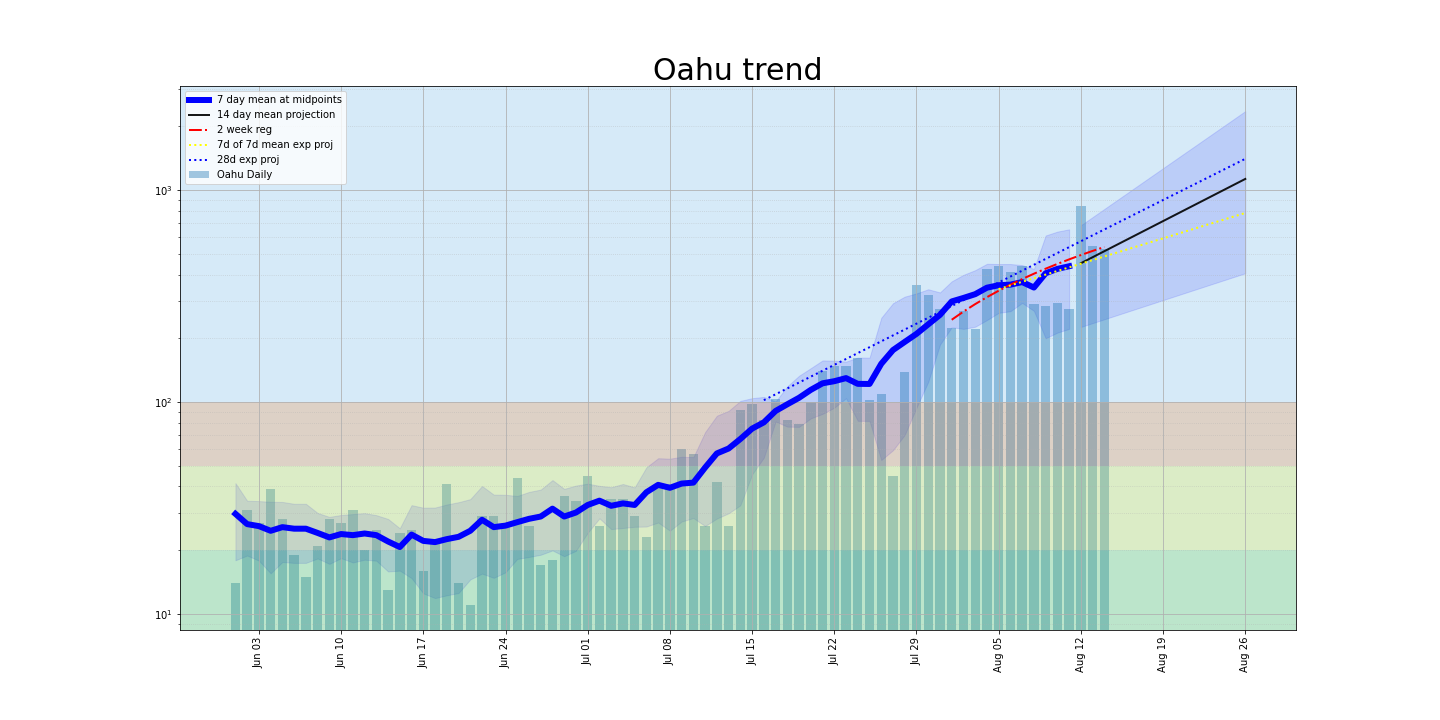 Oahu trend
7 day mean at midpoints
14 day mean projection
2 week reg
7d of 7d mean exp proj
28d exp proj
Oahu Daily
10³
10²
10¹
Jun 03
Jun 10
Jun 17
Jun 24
Jul 01
Jul 08
Jul 15
Jul 22
Jul 29
Aug 05
Aug 12
Aug 19
Aug 26